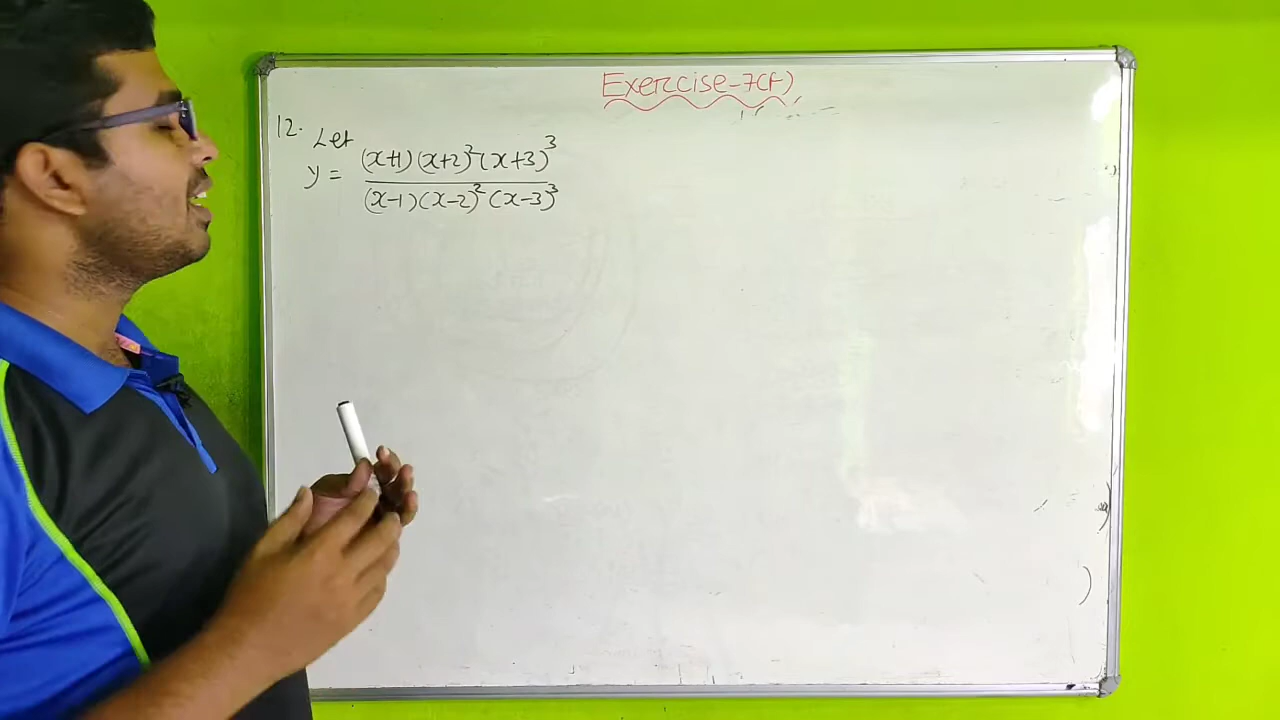 Exercise-7(f)
12. Let
y = (x+1)(x+2)²(x+3)³
(x-1)(x-2)²(x-3)³